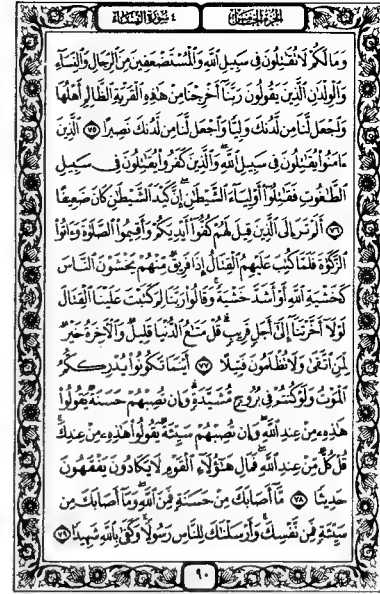 الجزء الخامس
٤ سورة النساء
وَمَا لَكُمْ لَا تُقَٰتِلُونَ فِى سَبِيلِ ٱللَّهِ وَٱلْمُسْتَضْعَفِينَ مِنَ ٱلرِّجَالِ وَٱلنِّسَآءِ
وَٱلْوِلْدَٰنِ ٱلَّذِينَ يَقُولُونَ رَبَّنَآ أَخْرِجْنَا مِنْ هَٰذِهِ ٱلْقَرْيَةِ ٱلظَّالِمِ أَهْلُهَا
وَٱجْعَل لَّنَا مِن لَّدُنكَ وَلِيًّا وَٱجْعَل لَّنَا مِن لَّدُنكَ نَصِيرًا ٧٥ ٱلَّذِينَ
ءَامَنُوا۟ يُقَٰتِلُونَ فِى سَبِيلِ ٱللَّهِ وَٱلَّذِينَ كَفَرُوا۟ يُقَٰتِلُونَ فِى سَبِيلِ
ٱلطَّٰغُوتِ فَقَٰتِلُوٓا۟ أَوْلِيَآءَ ٱلشَّيْطَٰنِ إِنَّ كَيْدَ ٱلشَّيْطَٰنِ كَانَ ضَعِيفًا
٧٦ أَلَمْ تَرَ إِلَى ٱلَّذِينَ قِيلَ لَهُمْ كُفُّوٓا۟ أَيْدِيَكُمْ وَأَقِيمُوا۟ ٱلصَّلَوٰةَ وَءَاتُوا۟
ٱلزَّكَوٰةَ فَلَمَّا كُتِبَ عَلَيْهِمُ ٱلْقِتَالُ إِذَا فَرِيقٌ مِّنْهُمْ يَخْشَوْنَ ٱلنَّاسَ
كَخَشْيَةِ ٱللَّهِ أَوْ أَشَدَّ خَشْيَةً وَقَالُوا۟ رَبَّنَا لِمَ كَتَبْتَ عَلَيْنَا ٱلْقِتَالَ
لَوْلَآ أَخَّرْتَنَآ إِلَىٰٓ أَجَلٍ قَرِيبٍ قُلْ مَتَٰعُ ٱلدُّنْيَا قَلِيلٌ وَٱلْءَاخِرَةُ خَيْرٌ
لِّمَنِ ٱتَّقَىٰ وَلَا تُظْلَمُونَ فَتِيلًا ٧٧ أَيْنَمَا تَكُونُوا۟ يُدْرِككُّمُ
ٱلْمَوْتُ وَلَوْ كُنتُمْ فِى بُرُوجٍ مُّشَيَّدَةٍ وَإِن تُصِبْهُمْ حَسَنَةٌ يَقُولُوا۟
هَٰذِهِۦ مِنْ عِندِ ٱللَّهِ وَإِن تُصِبْهُمْ سَيِّئَةٌ يَقُولُوا۟ هَٰذِهِۦ مِنْ عِندِكَ
قُلْ كُلٌّ مِّنْ عِندِ ٱللَّهِ فَمَالِ هَٰٓؤُلَآءِ ٱلْقَوْمِ لَا يَكَادُونَ يَفْقَهُونَ
حَدِيثًا ٧٨ مَّآ أَصَابَكَ مِنْ حَسَنَةٍ فَمِنَ ٱللَّهِ وَمَآ أَصَابَكَ مِن
سَيِّئَةٍ فَمِن نَّفْسِكَ وَأَرْسَلْنَٰكَ لِلنَّاسِ رَسُولًا وَكَفَىٰ بِٱللَّهِ شَهِيدًا ٧٩
٩٠